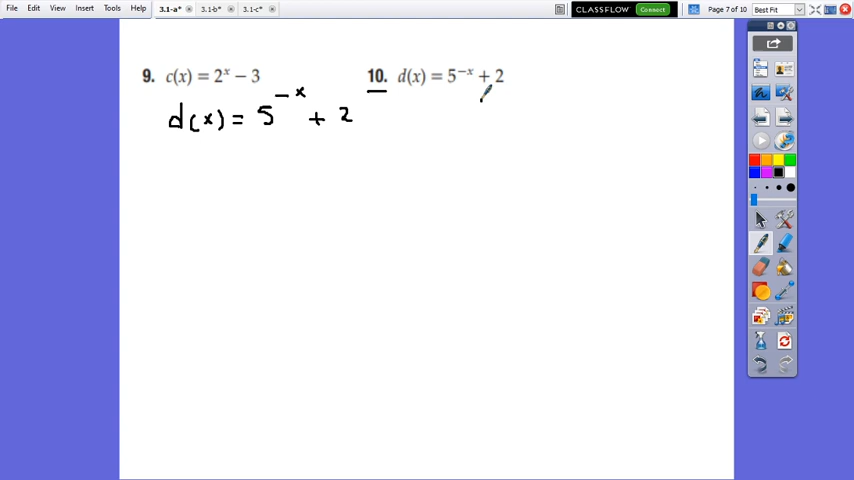 File Edit View Insert Tools Help 3.1-a* 3.1-b* 3.1-c* CLASSFLOW Connect Page 7 of 10 Best Fit
9. c(x) = 2ˣ − 3 10. d(x) = 5⁻ˣ + 2
d(x) = 5⁻ˣ + 2